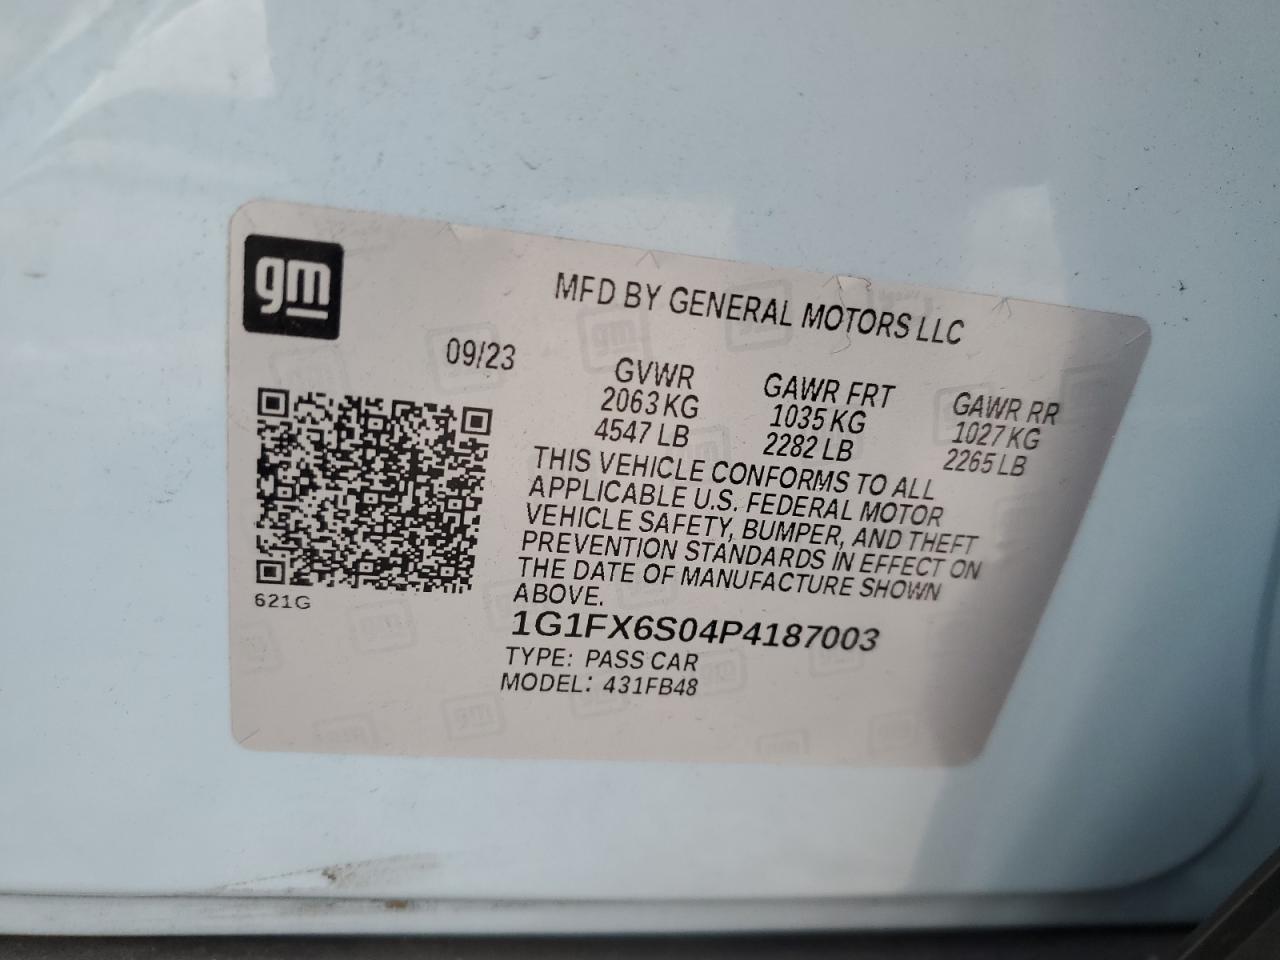 gm
MFD BY GENERAL MOTORS LLC
09/23
GVWR
2063 KG
4547 LB
GAWR FRT
1035 KG
2282 LB
GAWR RR
1027 KG
2265 LB
THIS VEHICLE CONFORMS TO ALL
APPLICABLE U.S. FEDERAL MOTOR
VEHICLE SAFETY, BUMPER, AND THEFT
PREVENTION STANDARDS IN EFFECT ON
THE DATE OF MANUFACTURE SHOWN
ABOVE.
621G
1G1FX6S04P4187003
TYPE: PASS CAR
MODEL: 431FB48